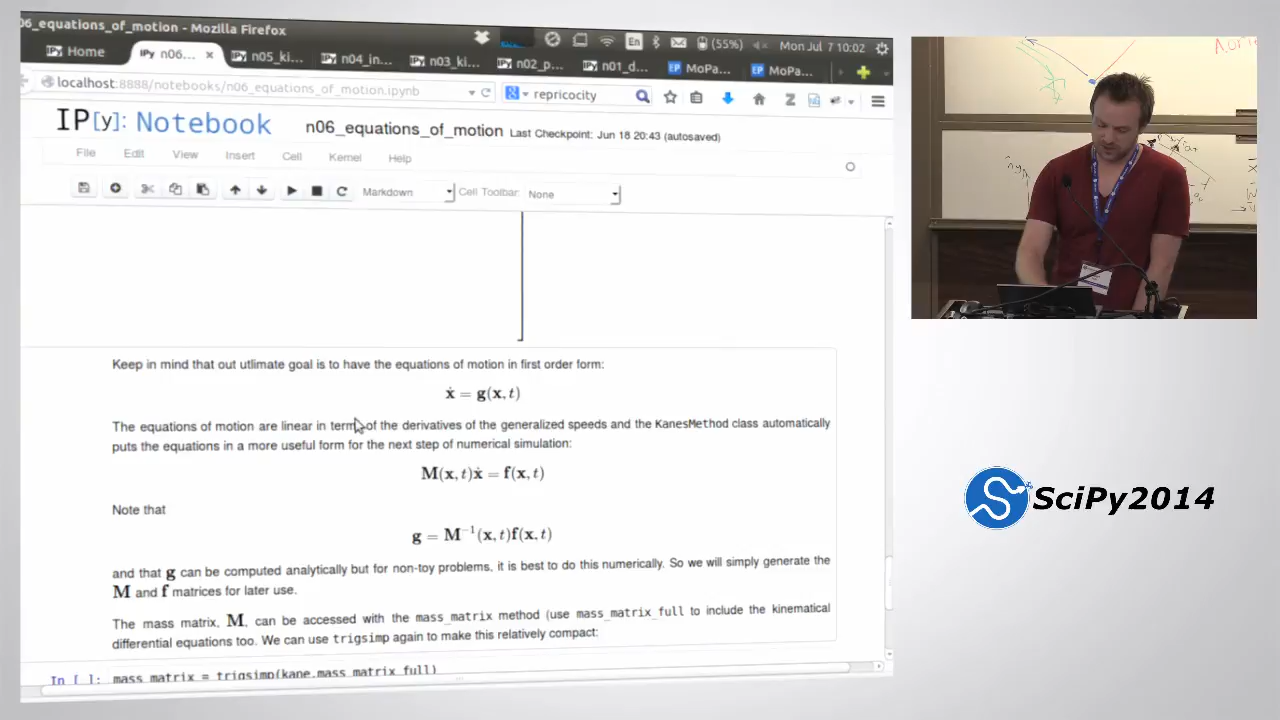 06_equations_of_motion - Mozilla Firefox
En (55%) Mon Jul 7 10:02
IP[y]: Home IPy n06... × n05_ki... n04_in... n03_ki... n02_p... n01_d... MoPa... MoPa...
localhost:8888/notebooks/n06_equations_of_motion.ipynb repricocity
IP[y]: Notebook n06_equations_of_motion Last Checkpoint: Jun 18 20:43 (autosaved)
File Edit View Insert Cell Kernel Help
Markdown Cell Toolbar: None
Keep in mind that out utlimate goal is to have the equations of motion in first order form:
ẋ = g(x, t)
The equations of motion are linear in term of the derivatives of the generalized speeds and the KanesMethod class automatically
puts the equations in a more useful form for the next step of numerical simulation:
M(x, t)ẋ = f(x, t)
Note that
g = M⁻¹(x, t)f(x, t)
and that g can be computed analytically but for non-toy problems, it is best to do this numerically. So we will simply generate the
M and f matrices for later use.
The mass matrix, M, can be accessed with the mass_matrix method (use mass_matrix_full to include the kinematical
differential equations too. We can use trigsimp again to make this relatively compact:
In [ ]: mass_matrix = trigsimp(kane.mass_matrix_full)
SciPy2014